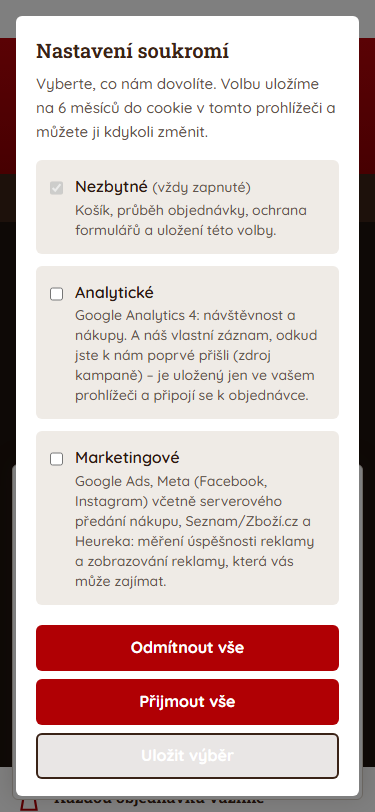 Nastavení soukromí
Vyberte, co nám dovolíte. Volbu uložíme
na 6 měsíců do cookie v tomto prohlížeči a
můžete ji kdykoli změnit.
Nezbytné (vždy zapnuté)
Košík, průběh objednávky, ochrana
formulářů a uložení této volby.
Analytické
Google Analytics 4: návštěvnost a
nákupy. A náš vlastní záznam, odkud
jste k nám poprvé přišli (zdroj
kampaně) – je uložený jen ve vašem
prohlížeči a připojí se k objednávce.
Marketingové
Google Ads, Meta (Facebook,
Instagram) včetně serverového
předání nákupu, Seznam/Zboží.cz a
Heureka: měření úspěšnosti reklamy
a zobrazování reklamy, která vás
může zajímat.
Odmítnout vše
Přijmout vše
Uložit výběr